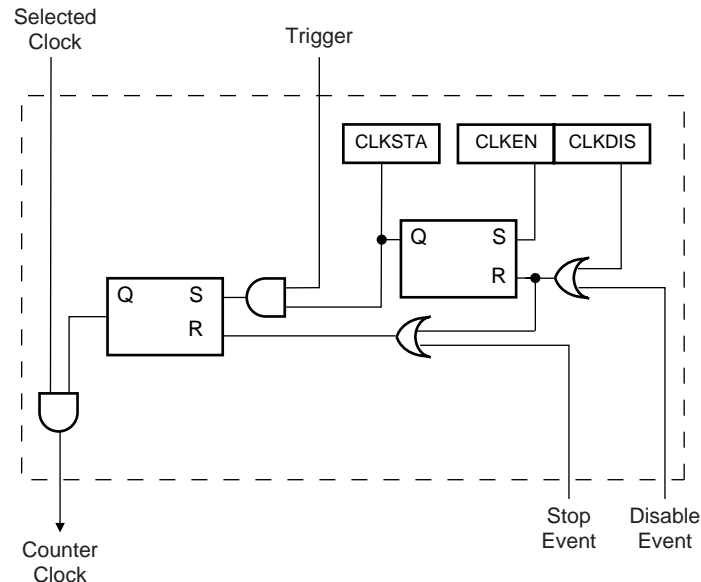 Selected
Clock
Trigger
CLKSTA
CLKEN
CLKDIS
Q
S
R
Q
S
R
Stop
Event
Disable
Event
Counter
Clock